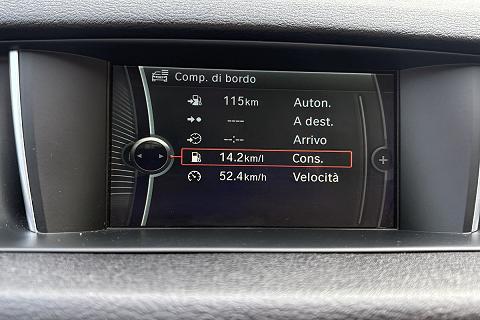 Comp. di bordo
115km Auton.
---- A dest.
--:-- Arrivo
14.2km/l Cons.
52.4km/h Velocità